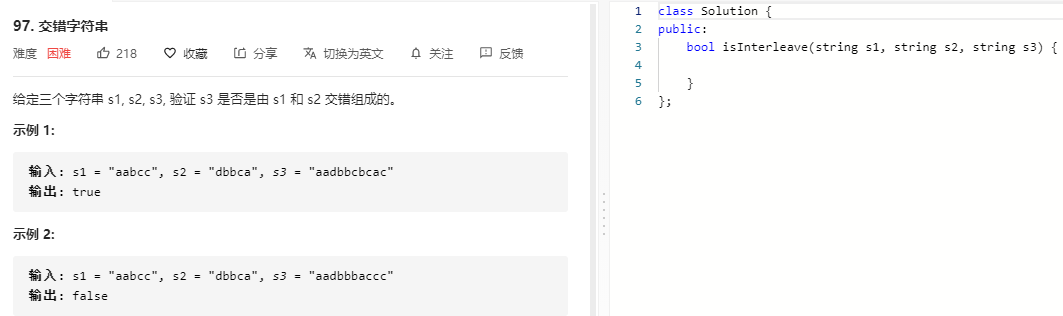 97. 交错字符串
难度 困难 218 收藏 分享 切换为英文 关注 反馈
给定三个字符串 s1, s2, s3, 验证 s3 是否是由 s1 和 s2 交错组成的。
示例 1:
输入: s1 = "aabcc", s2 = "dbbca", s3 = "aadbbcbcac"
输出: true
示例 2:
输入: s1 = "aabcc", s2 = "dbbca", s3 = "aadbbbaccc"
输出: false
1 class Solution {
2 public:
3 bool isInterleave(string s1, string s2, string s3) {
4
5 }
6 };